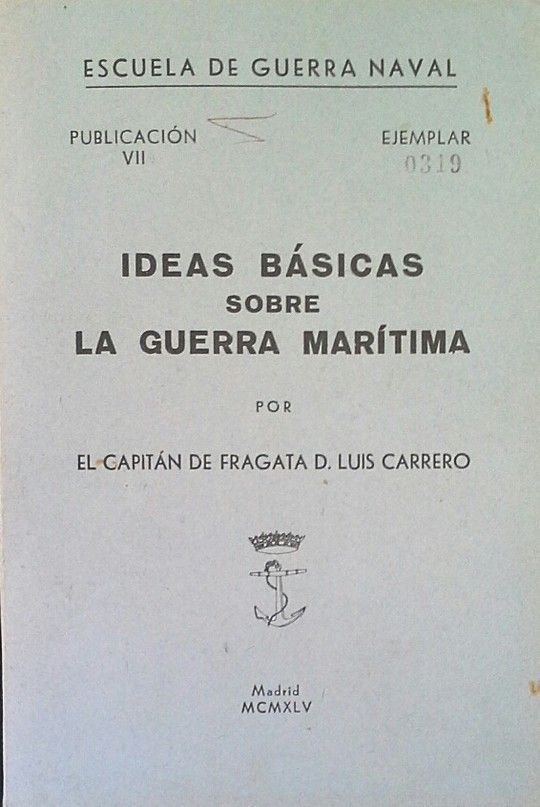 ESCUELA DE GUERRA NAVAL
PUBLICACIÓN
VII
EJEMPLAR
0319
IDEAS BÁSICAS
SOBRE
LA GUERRA MARÍTIMA
POR
EL CAPITÁN DE FRAGATA D. LUIS CARRERO
Madrid
MCMXLV